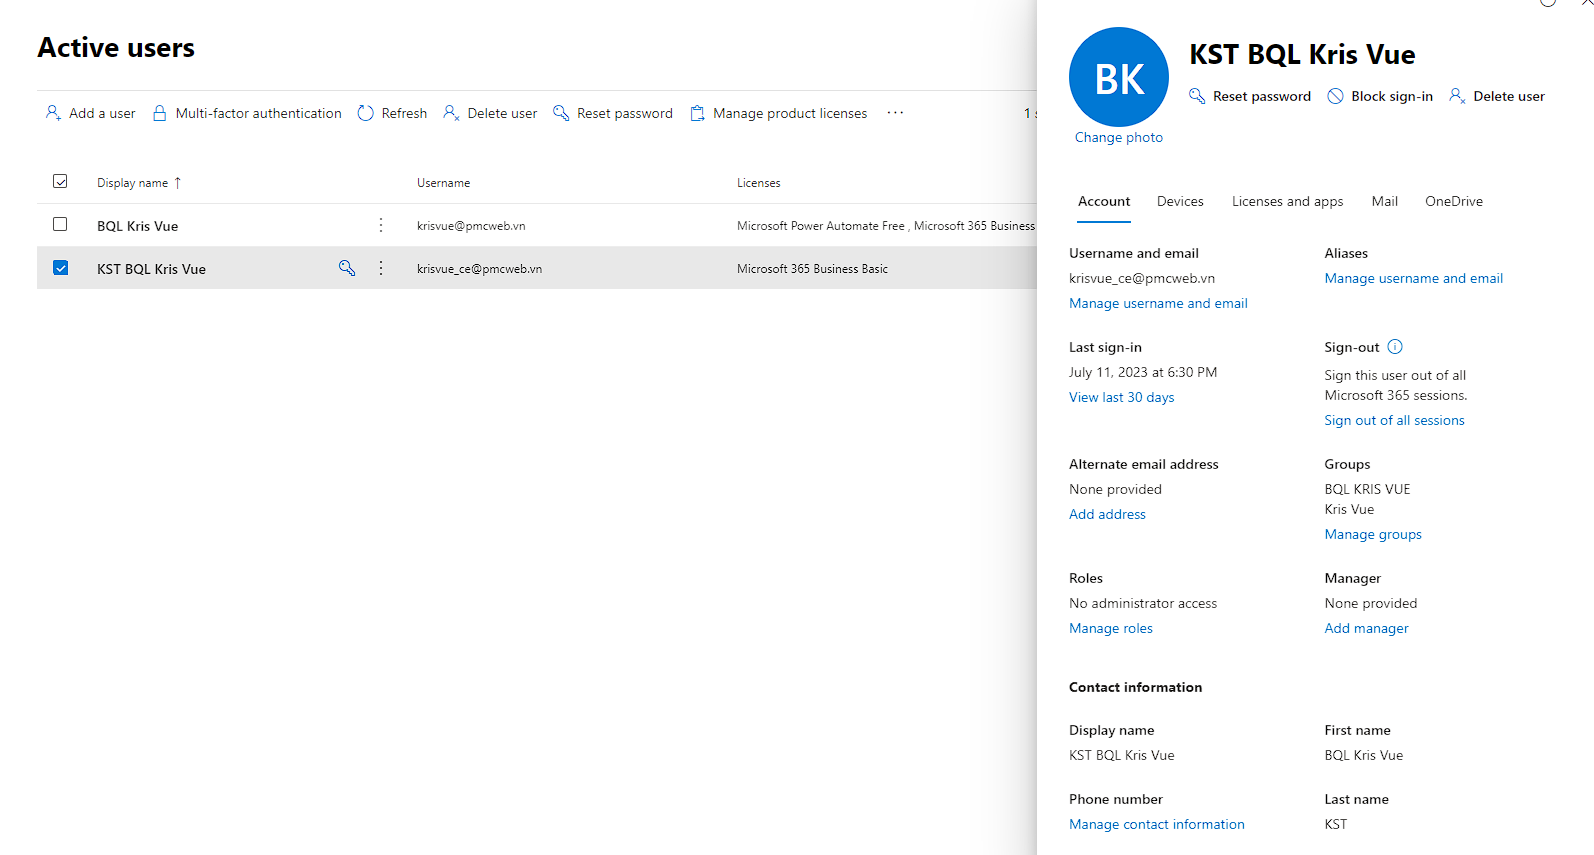 Active users
Add a user Multi-factor authentication Refresh Delete user Reset password Manage product licenses ... 1
Display name ↑ Username Licenses
BQL Kris Vue krisvue@pmcweb.vn Microsoft Power Automate Free , Microsoft 365 Business
KST BQL Kris Vue krisvue_ce@pmcweb.vn Microsoft 365 Business Basic
BK
KST BQL Kris Vue
Reset password Block sign-in Delete user
Change photo
Account Devices Licenses and apps Mail OneDrive
Username and email
krisvue_ce@pmcweb.vn
Manage username and email
Aliases
Manage username and email
Last sign-in
July 11, 2023 at 6:30 PM
View last 30 days
Sign-out
Sign this user out of all
Microsoft 365 sessions.
Sign out of all sessions
Alternate email address
None provided
Add address
Groups
BQL KRIS VUE
Kris Vue
Manage groups
Roles
No administrator access
Manage roles
Manager
None provided
Add manager
Contact information
Display name
KST BQL Kris Vue
First name
BQL Kris Vue
Phone number
Manage contact information
Last name
KST